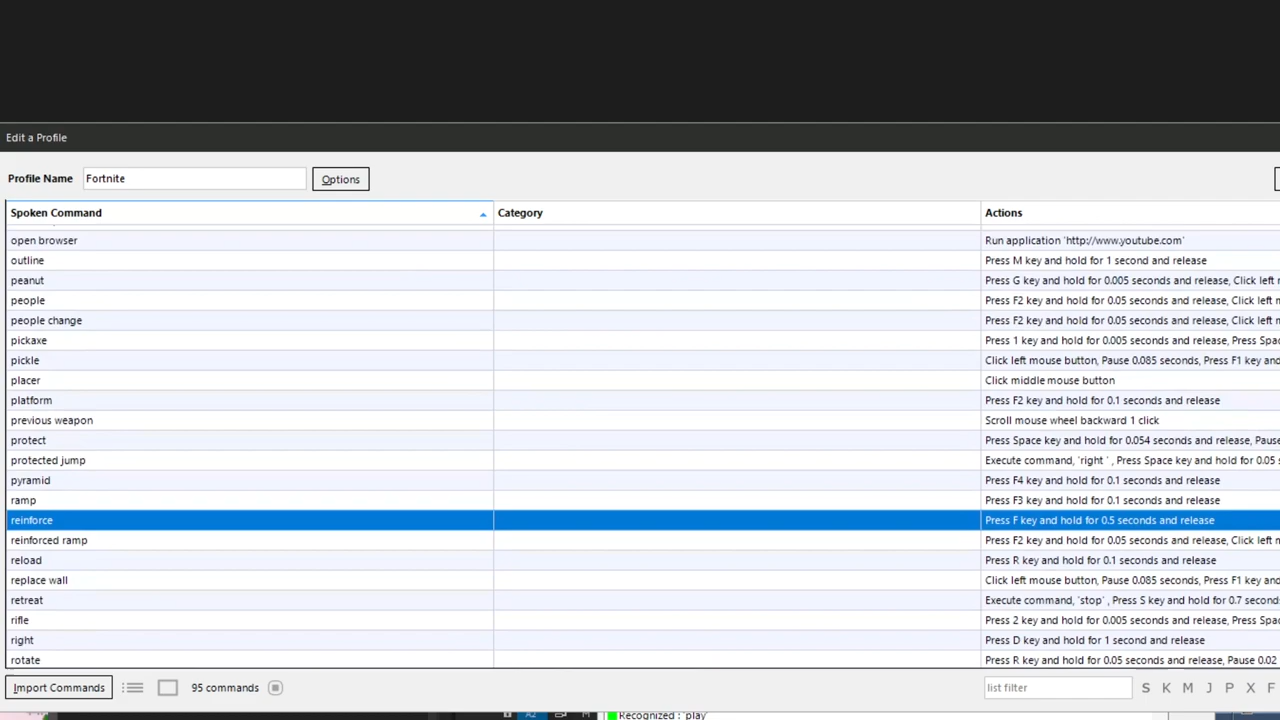 Edit a Profile
Profile Name Fortnite Options
Spoken Command Category Actions
open browser Run application 'http://www.youtube.com'
outline Press M key and hold for 1 second and release
peanut Press G key and hold for 0.005 seconds and release, Click left
people Press F2 key and hold for 0.05 seconds and release, Click left
people change Press F2 key and hold for 0.05 seconds and release, Click left
pickaxe Press 1 key and hold for 0.005 seconds and release, Press
pickle Click left mouse button, Pause 0.085 seconds, Press F1 key and
placer Click middle mouse button
platform Press F2 key and hold for 0.1 seconds and release
previous weapon Scroll mouse wheel backward 1 click
protect Press Space key and hold for 0.054 seconds and release, Pause
protected jump Execute command, 'right ' , Press Space key and hold for 0.05
pyramid Press F4 key and hold for 0.1 seconds and release
ramp Press F3 key and hold for 0.1 seconds and release
reinforce Press F key and hold for 0.5 seconds and release
reinforced ramp Press F2 key and hold for 0.05 seconds and release, Click left
reload Press R key and hold for 0.1 seconds and release
replace wall Click left mouse button, Pause 0.085 seconds, Press F1 key and
retreat Execute command, 'stop' , Press S key and hold for 0.7 seconds
rifle Press 2 key and hold for 0.005 seconds and release, Press
right Press D key and hold for 1 second and release
rotate Press R key and hold for 0.05 seconds and release, Pause 0.02
Import Commands 95 commands list filter S K M J P X F
A2 M Recognized : 'play'